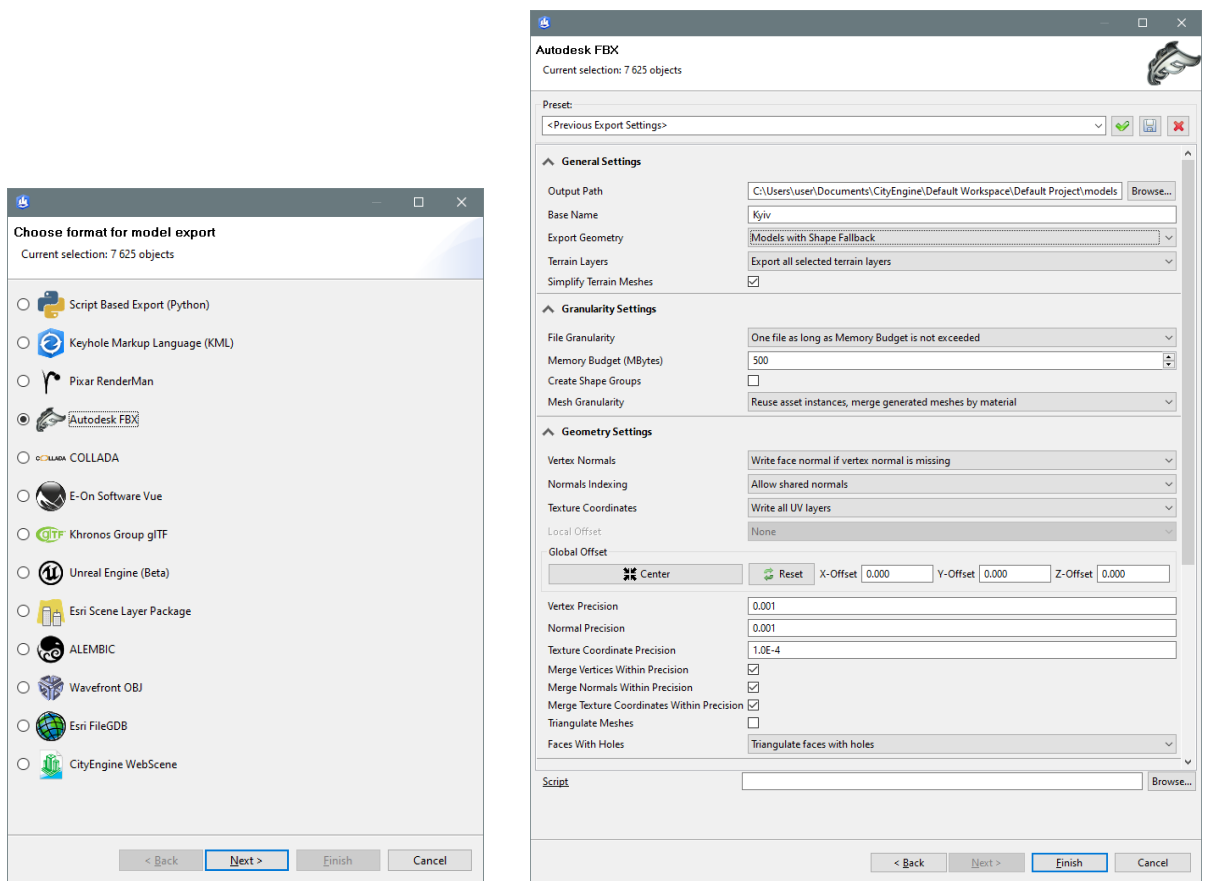 Choose format for model export
Current selection: 7 625 objects
Script Based Export (Python)
Keyhole Markup Language (KML)
Pixar RenderMan
Autodesk FBX
COLLADA COLLADA
E-On Software Vue
glTF Khronos Group glTF
Unreal Engine (Beta)
Esri Scene Layer Package
ALEMBIC
Wavefront OBJ
Esri FileGDB
CityEngine WebScene
< Back Next > Finish Cancel
Autodesk FBX
Current selection: 7 625 objects
Preset:
<Previous Export Settings>
General Settings
Output Path C:\Users\user\Documents\CityEngine\Default Workspace\Default Project\models Browse...
Base Name Kyiv
Export Geometry Models with Shape Fallback
Terrain Layers Export all selected terrain layers
Simplify Terrain Meshes
Granularity Settings
File Granularity One file as long as Memory Budget is not exceeded
Memory Budget (MBytes) 500
Create Shape Groups
Mesh Granularity Reuse asset instances, merge generated meshes by material
Geometry Settings
Vertex Normals Write face normal if vertex normal is missing
Normals Indexing Allow shared normals
Texture Coordinates Write all UV layers
Local Offset None
Global Offset
Center Reset X-Offset 0.000 Y-Offset 0.000 Z-Offset 0.000
Vertex Precision 0.001
Normal Precision 0.001
Texture Coordinate Precision 1.0E-4
Merge Vertices Within Precision
Merge Normals Within Precision
Merge Texture Coordinates Within Precision
Triangulate Meshes
Faces With Holes Triangulate faces with holes
Script Browse...
< Back Next > Finish Cancel